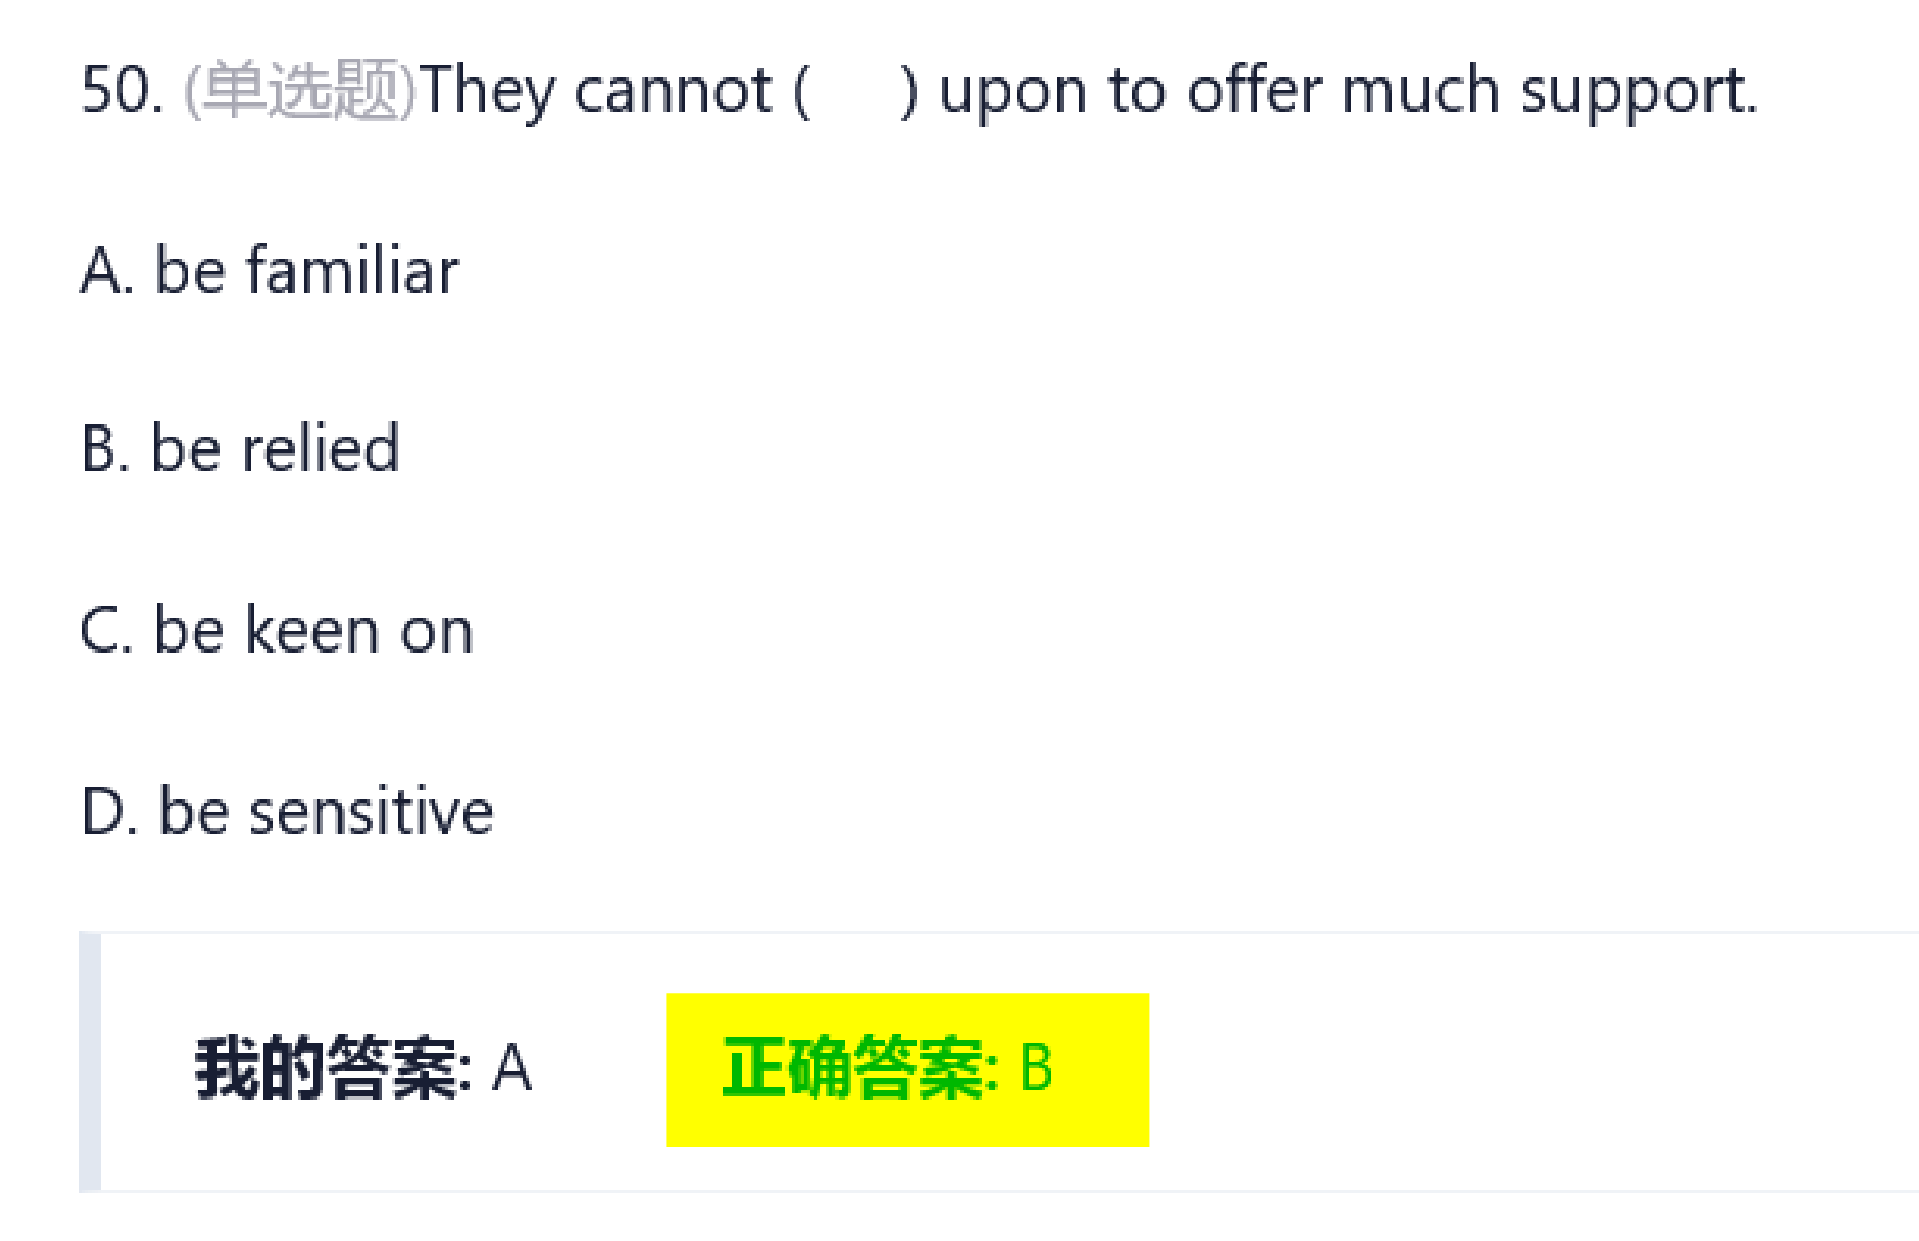 50. (单选题)They cannot (     ) upon to offer much support.
A. be familiar
B. be relied
C. be keen on
D. be sensitive
我的答案: A 正确答案: B